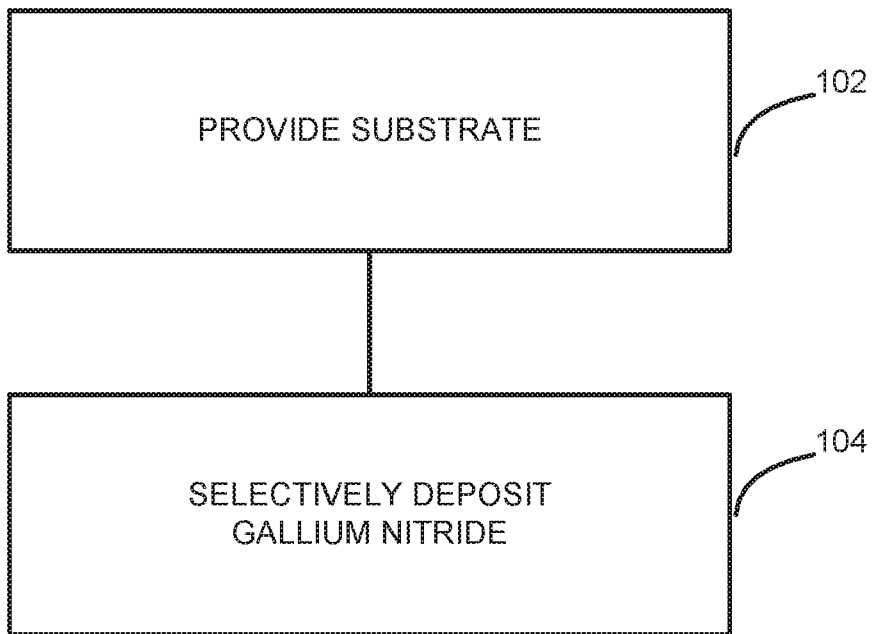 PROVIDE SUBSTRATE
102
SELECTIVELY DEPOSIT
GALLIUM NITRIDE
104